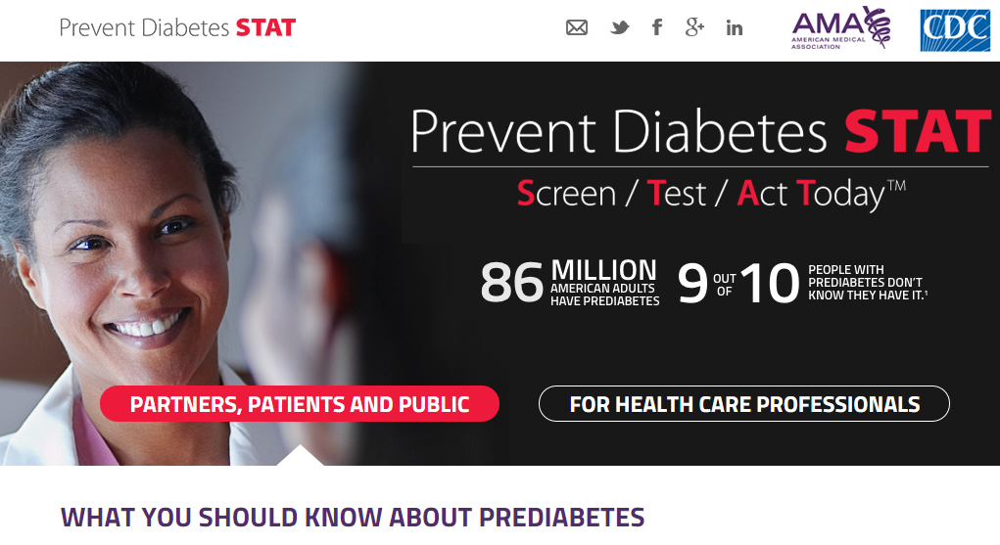 Prevent Diabetes STAT
g+
in
AMA
AMERICAN MEDICAL
ASSOCIATION
CDC
Prevent Diabetes STAT
Screen / Test / Act Today™
86 MILLION
AMERICAN ADULTS
HAVE PREDIABETES
9 OUT OF 10
PEOPLE WITH
PREDIABETES DON'T
KNOW THEY HAVE IT.¹
PARTNERS, PATIENTS AND PUBLIC
FOR HEALTH CARE PROFESSIONALS
WHAT YOU SHOULD KNOW ABOUT PREDIABETES